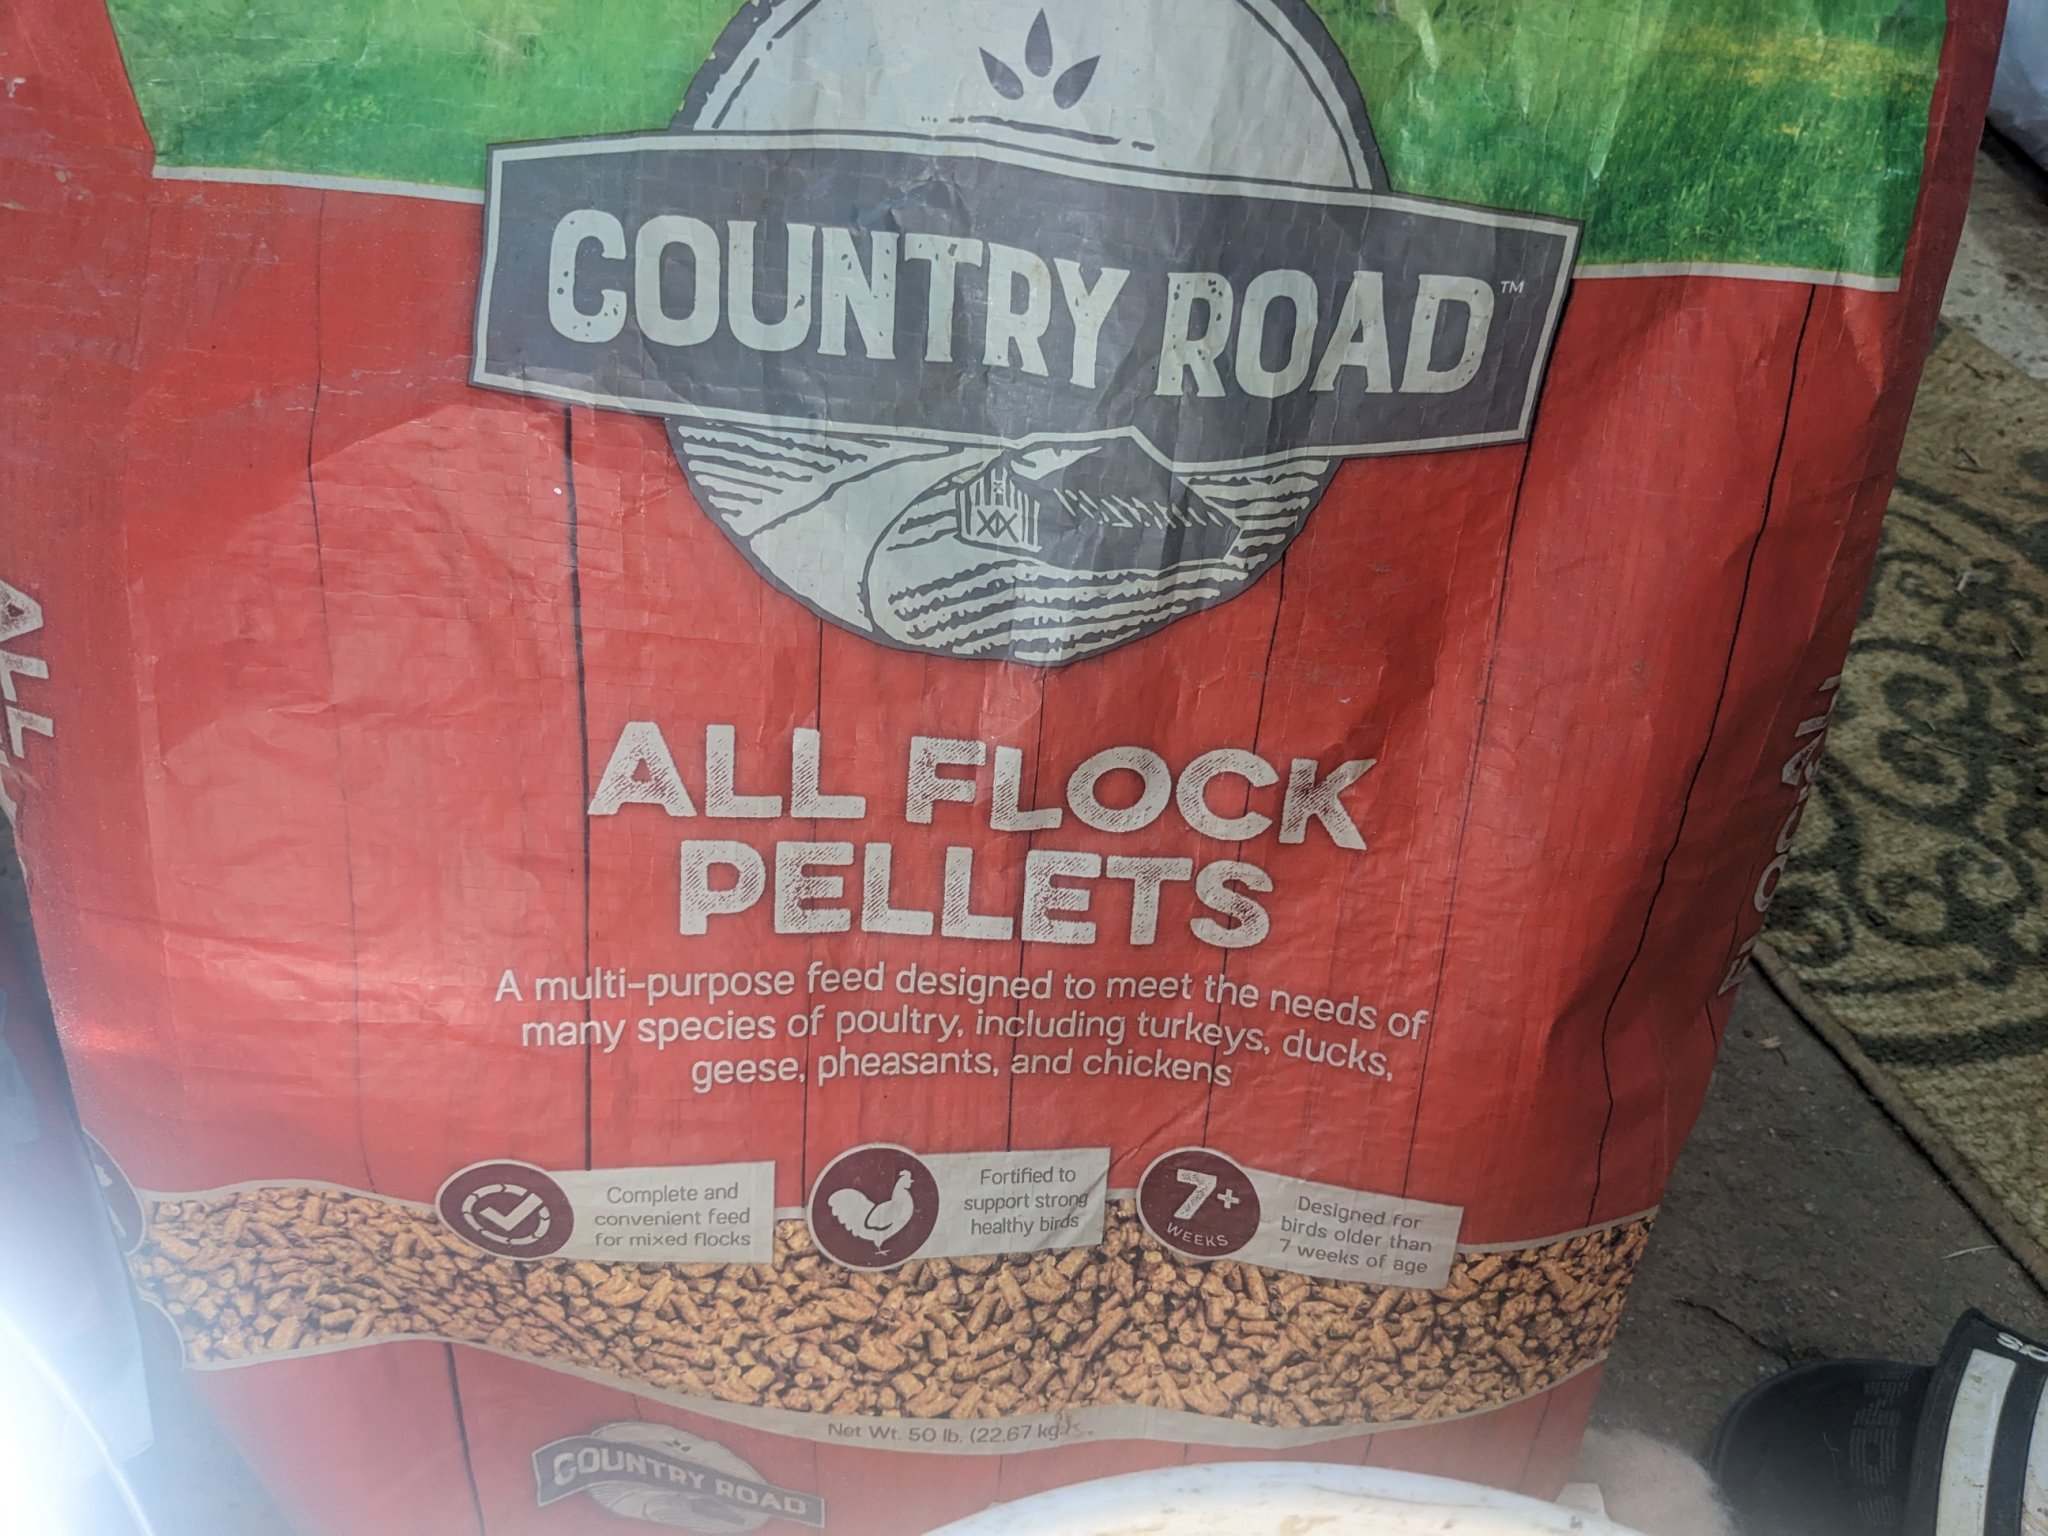 COUNTRY ROAD™
ALL FLOCK
PELLETS
A multi-purpose feed designed to meet the needs of
many species of poultry, including turkeys, ducks,
geese, pheasants, and chickens
Complete and
convenient feed
for mixed flocks
Fortified to
support strong
healthy birds
7+
WEEKS
Designed for
birds older than
7 weeks of age
Net Wt. 50 lb. (22.67 kg.)
COUNTRY ROAD
ALL